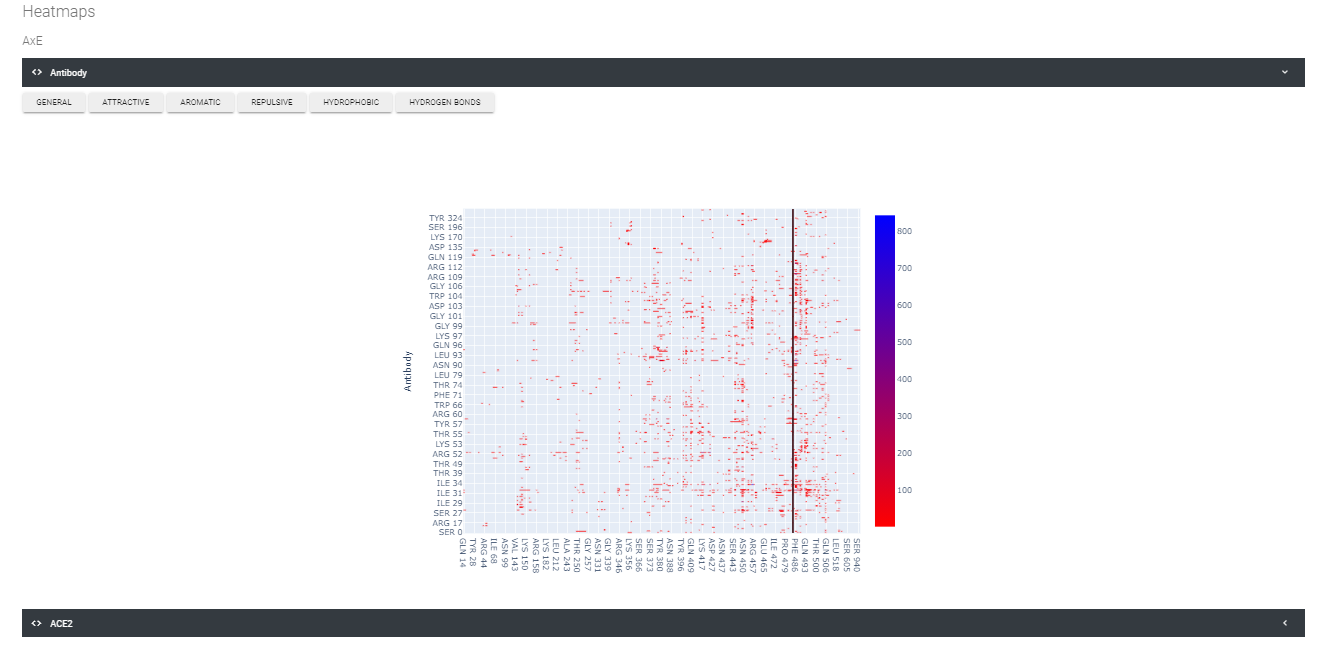 Heatmaps
AxE
<> Antibody
GENERAL ATTRACTIVE AROMATIC REPULSIVE HYDROPHOBIC HYDROGEN BONDS
Antibody
TYR 324
SER 196
LYS 170
ASP 135
GLN 119
ARG 112
ARG 109
GLY 106
TRP 104
ASP 103
GLY 101
GLY 99
LYS 97
GLN 96
LEU 93
ASN 90
LEU 79
THR 74
PHE 71
TRP 66
ARG 60
TYR 57
THR 55
LYS 53
ARG 52
THR 49
THR 39
ILE 34
ILE 31
ILE 29
SER 27
ARG 17
SER 0
GLN 14
TYR 28
ARG 44
ILE 68
ASN 99
VAL 143
LYS 150
ARG 158
LYS 182
LEU 212
ALA 243
THR 250
GLY 257
ASN 331
GLY 339
ARG 346
LYS 356
SER 366
SER 373
TYR 380
ASN 388
TYR 396
GLN 409
LYS 417
ASP 427
ASN 437
SER 443
ASN 450
ARG 457
GLU 465
ILE 472
PRO 479
PHE 486
GLN 493
THR 500
GLN 506
LEU 518
SER 605
SER 940
800
700
600
500
400
300
200
100
<> ACE2